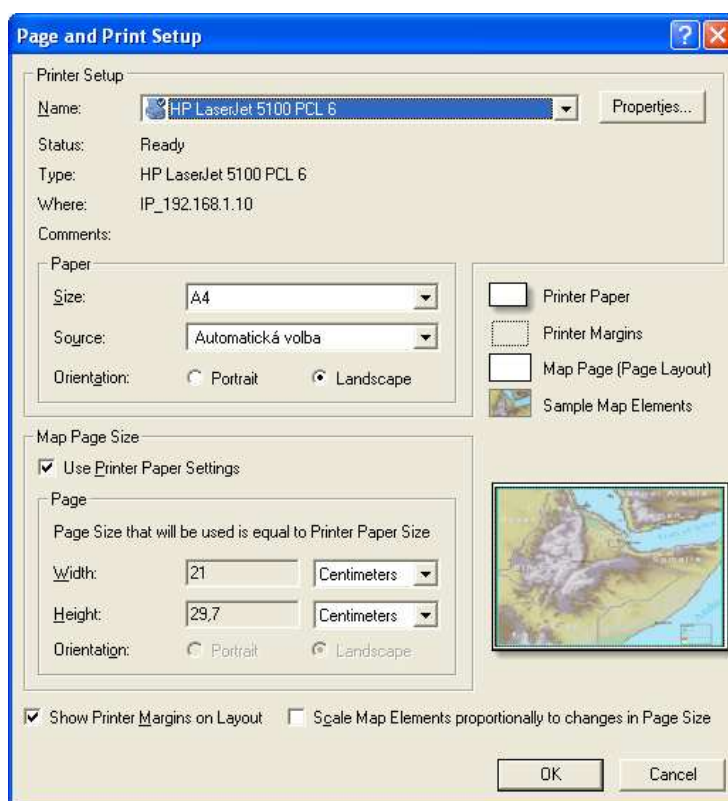 Page and Print Setup
Printer Setup
Name: HP LaserJet 5100 PCL 6 Properties...
Status: Ready
Type: HP LaserJet 5100 PCL 6
Where: IP_192.168.1.10
Comments:
Paper
Size: A4
Source: Automatická volba
Orientation: Portrait Landscape
Printer Paper
Printer Margins
Map Page (Page Layout)
Sample Map Elements
Map Page Size
Use Printer Paper Settings
Page
Page Size that will be used is equal to Printer Paper Size
Width: 21 Centimeters
Height: 29,7 Centimeters
Orientation: Portrait Landscape
Show Printer Margins on Layout Scale Map Elements proportionally to changes in Page Size
OK Cancel